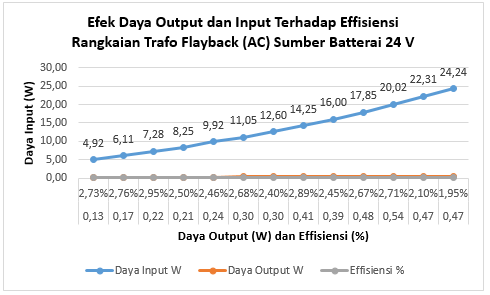 Efek Daya Output dan Input Terhadap Effisiensi
Rangkaian Trafo Flayback (AC) Sumber Batterai 24 V
Daya Input (W)
30,00
25,00
20,00
15,00
10,00
5,00
0,00
4,92 6,11 7,28 8,25 9,92 11,05 12,60 14,25 16,00 17,85 20,02 22,31 24,24
2,73% 2,76% 2,95% 2,50% 2,46% 2,68% 2,40% 2,89% 2,45% 2,67% 2,71% 2,10% 1,95%
0,13 0,17 0,22 0,21 0,24 0,30 0,30 0,41 0,39 0,48 0,54 0,47 0,47
Daya Output (W) dan Effisiensi (%)
Daya Input W Daya Output W Effisiensi %